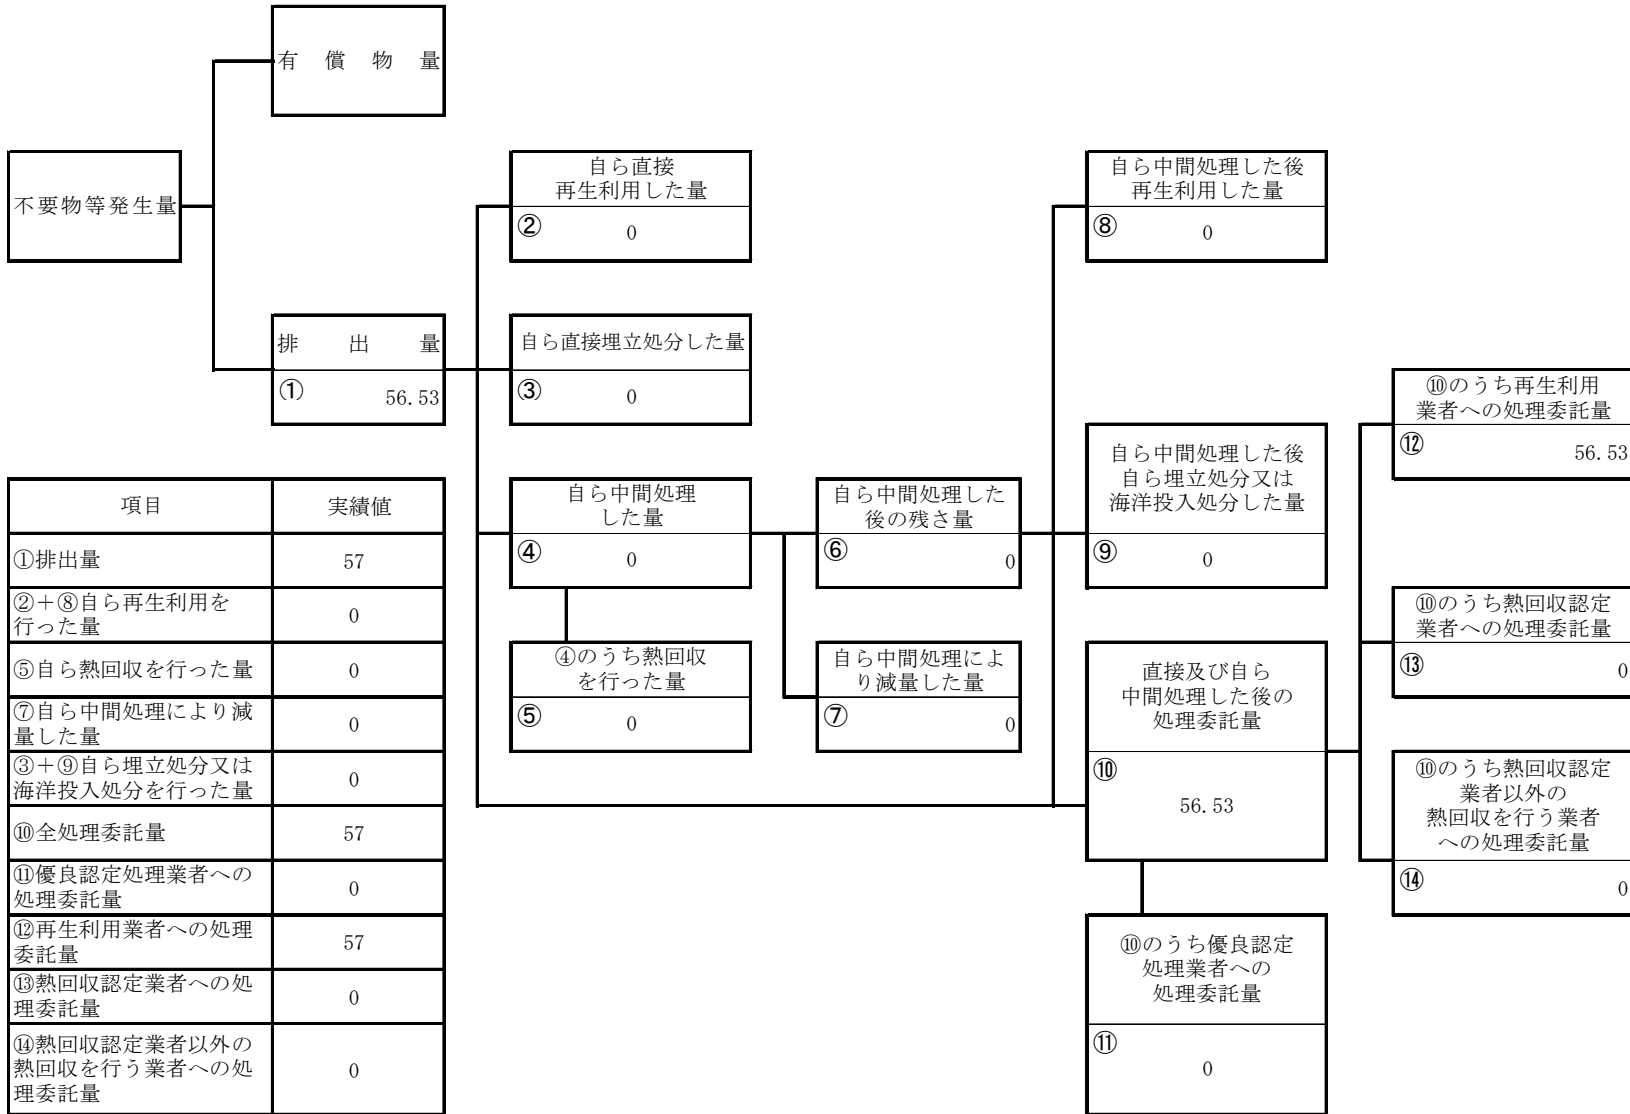 有償物量
不要物等発生量
排出量
① 56.53
自ら直接
再生利用した量
② 0
自ら直接埋立処分した量
③ 0
自ら中間処理
した量
④ 0
④のうち熱回収
を行った量
⑤ 0
自ら中間処理した
後の残さ量
⑥ 0
自ら中間処理によ
り減量した量
⑦ 0
自ら中間処理した後
再生利用した量
⑧ 0
自ら中間処理した後
自ら埋立処分又は
海洋投入処分した量
⑨ 0
直接及び自ら
中間処理した後の
処理委託量
⑩
56.53
⑩のうち優良認定
処理業者への
処理委託量
⑪
0
⑩のうち再生利用
業者への処理委託量
⑫ 56.53
⑩のうち熱回収認定
業者への処理委託量
⑬ 0
⑩のうち熱回収認定
業者以外の
熱回収を行う業者
への処理委託量
⑭ 0
項目 実績値
①排出量 57
②+⑧自ら再生利用を
行った量 0
⑤自ら熱回収を行った量 0
⑦自ら中間処理により減
量した量 0
③+⑨自ら埋立処分又は
海洋投入処分を行った量 0
⑩全処理委託量 57
⑪優良認定処理業者への
処理委託量 0
⑫再生利用業者への処理
委託量 57
⑬熱回収認定業者への処
理委託量 0
⑭熱回収認定業者以外の
熱回収を行う業者への処
理委託量 0